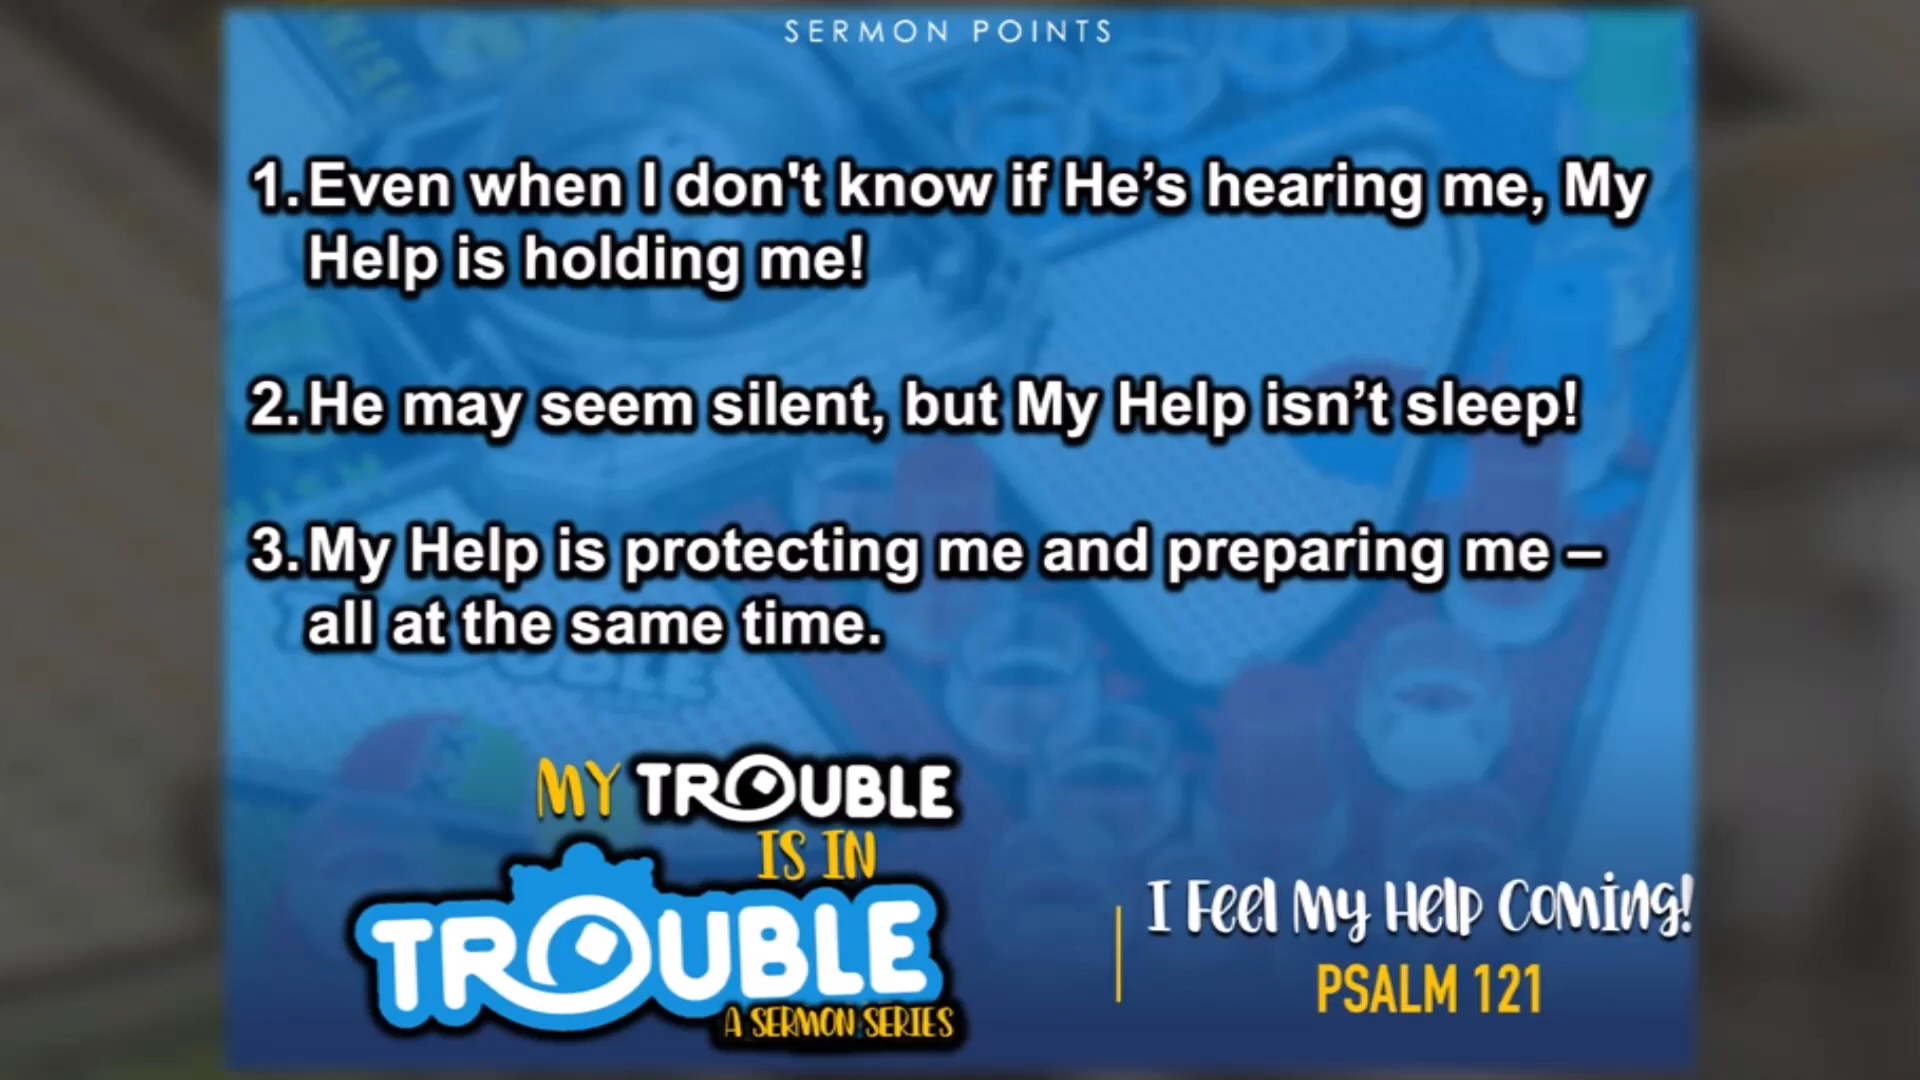 SERMON POINTS
1. Even when I don't know if He’s hearing me, My
Help is holding me!
2. He may seem silent, but My Help isn’t sleep!
3. My Help is protecting me and preparing me –
all at the same time.
MY TROUBLE
IS IN
TROUBLE
A SERMON SERIES
I Feel My Help Coming!
PSALM 121